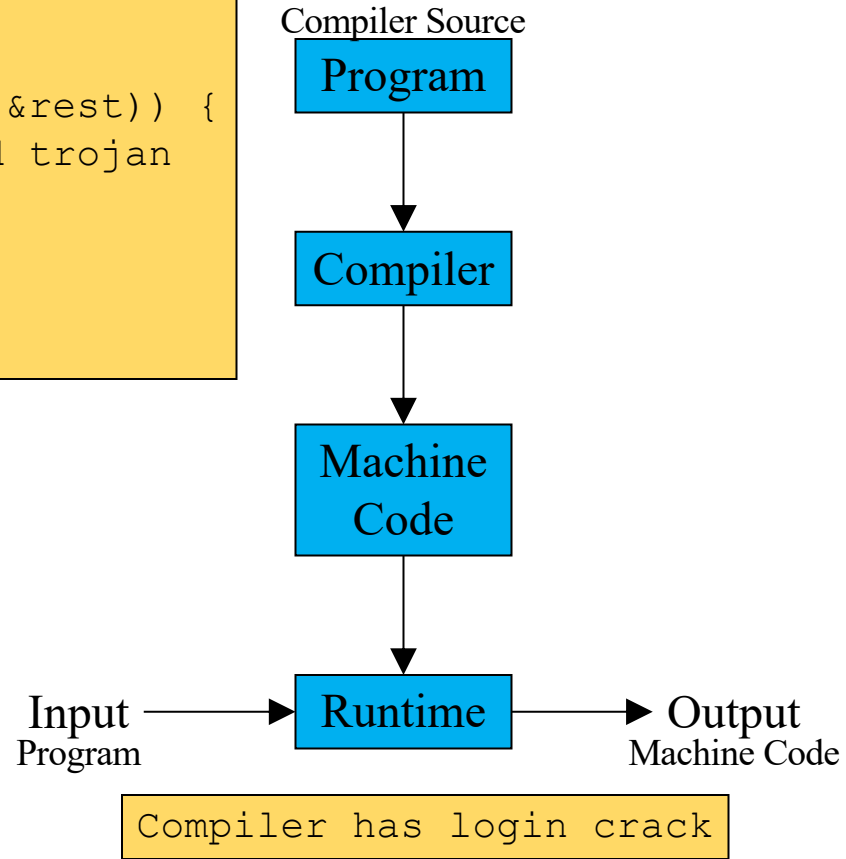 &rest)) {
trojan
Compiler Source
Program
Compiler
Machine
Code
Input
Program
Runtime
Output
Machine Code
Compiler has login crack